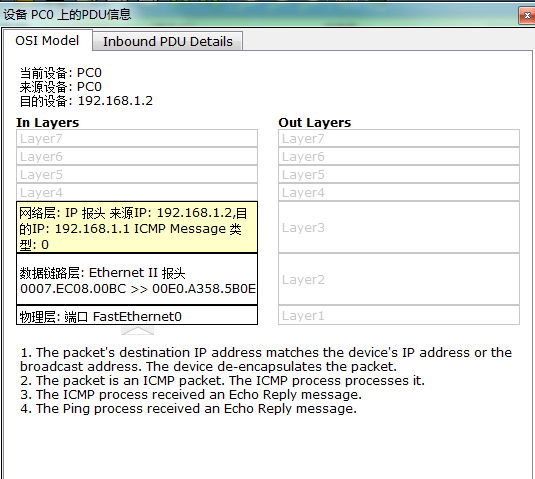 设备 PC0 上的PDU信息
OSI Model
Inbound PDU Details
当前设备: PC0
来源设备: PC0
目的设备: 192.168.1.2
In Layers
Out Layers
Layer7
Layer7
Layer6
Layer6
Layer5
Layer5
Layer4
Layer4
网络层: IP 报头 来源IP: 192.168.1.2,目
的IP: 192.168.1.1 ICMP Message 类
型: 0
Layer3
数据链路层: Ethernet II 报头
0007.EC08.00BC >> 00E0.A358.5B0E
Layer2
物理层: 端口 FastEthernet0
Layer1
1. The packet's destination IP address matches the device's IP address or the
broadcast address. The device de-encapsulates the packet.
2. The packet is an ICMP packet. The ICMP process processes it.
3. The ICMP process received an Echo Reply message.
4. The Ping process received an Echo Reply message.